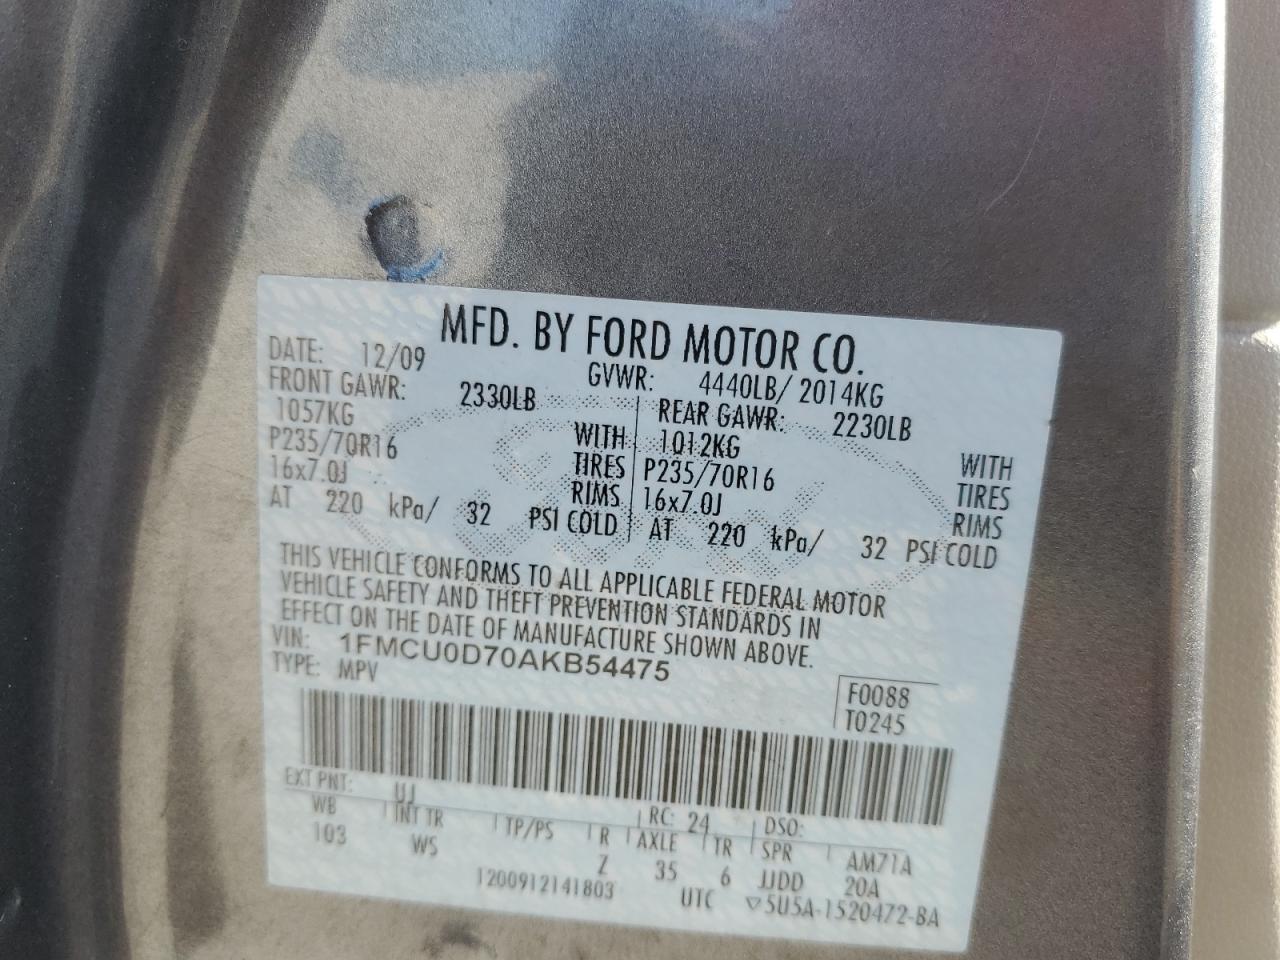 MFD. BY FORD MOTOR CO.
DATE: 12/09 GVWR: 4440LB/ 2014KG
FRONT GAWR: 2330LB REAR GAWR: 2230LB
1057KG WITH 1012KG WITH
P235/70R16 TIRES P235/70R16 TIRES
16x7.0J RIMS 16x7.0J RIMS
AT 220 kPa/ 32 PSI COLD AT 220 kPa/ 32 PSI COLD
THIS VEHICLE CONFORMS TO ALL APPLICABLE FEDERAL MOTOR
VEHICLE SAFETY AND THEFT PREVENTION STANDARDS IN
EFFECT ON THE DATE OF MANUFACTURE SHOWN ABOVE.
VIN: 1FMCU0D70AKB54475
TYPE: MPV
F0088
T0245
EXT PNT: UJ RC: 24 DSO:
WB INT TR TP/PS R AXLE TR SPR AM71A
103 WS Z 35 6 JJDD 20A
1200912141803 UTC ▽5U5A-1520472-BA